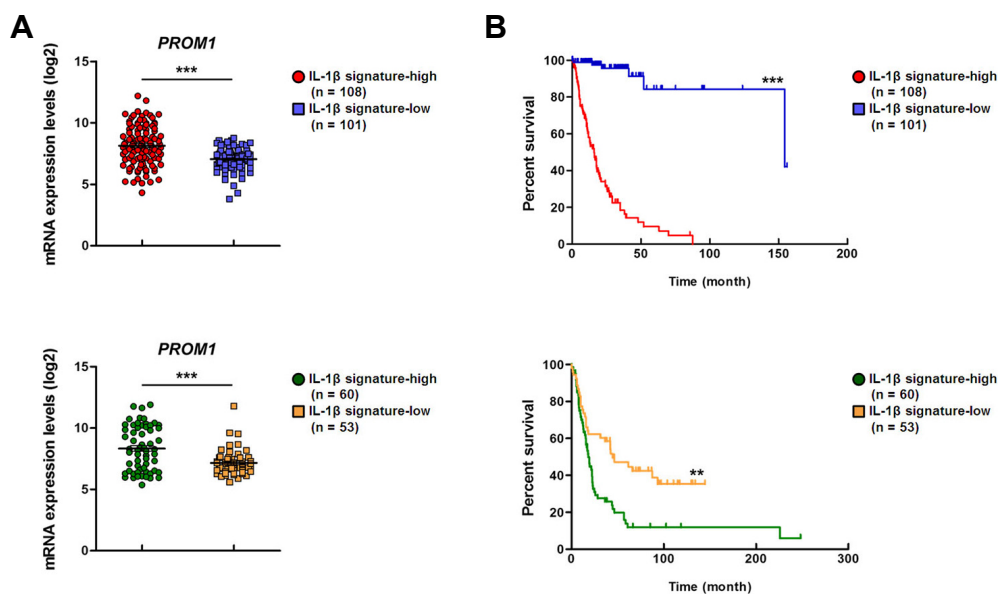 A
B
PROM1
mRNA expression levels (log2)
15
10
5
0
***
IL-1β signature-high
(n = 108)
IL-1β signature-low
(n = 101)
Percent survival
100
80
60
40
20
0
***
0
50
100
150
200
Time (month)
IL-1β signature-high
(n = 108)
IL-1β signature-low
(n = 101)
PROM1
mRNA expression levels (log2)
15
10
5
0
***
IL-1β signature-high
(n = 60)
IL-1β signature-low
(n = 53)
Percent survival
100
80
60
40
20
0
**
0
100
200
300
Time (month)
IL-1β signature-high
(n = 60)
IL-1β signature-low
(n = 53)